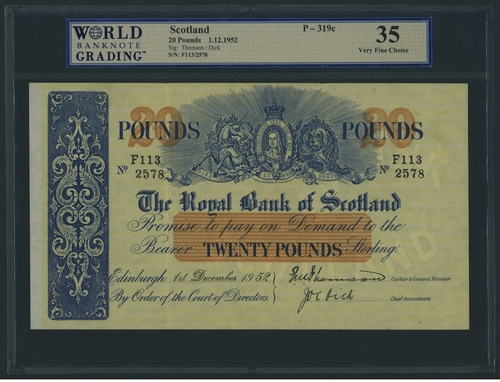 WORLD
BANKNOTE
GRADING™
Scotland
20 Pounds 1.12.1952
Sig: Thomson / Dick
S/N: F113/2578
P – 319c
35
Very Fine Choice
20 20
POUNDS POUNDS
F113 F113
Nº 2578 Nº 2578
The Royal Bank of Scotland
Promise to pay on Demand to the
Bearer TWENTY POUNDS Sterling.
Edinburgh, 1st December 1952
By Order of the Court of Directors.
Cashier & General Manager
Chief Accountant.